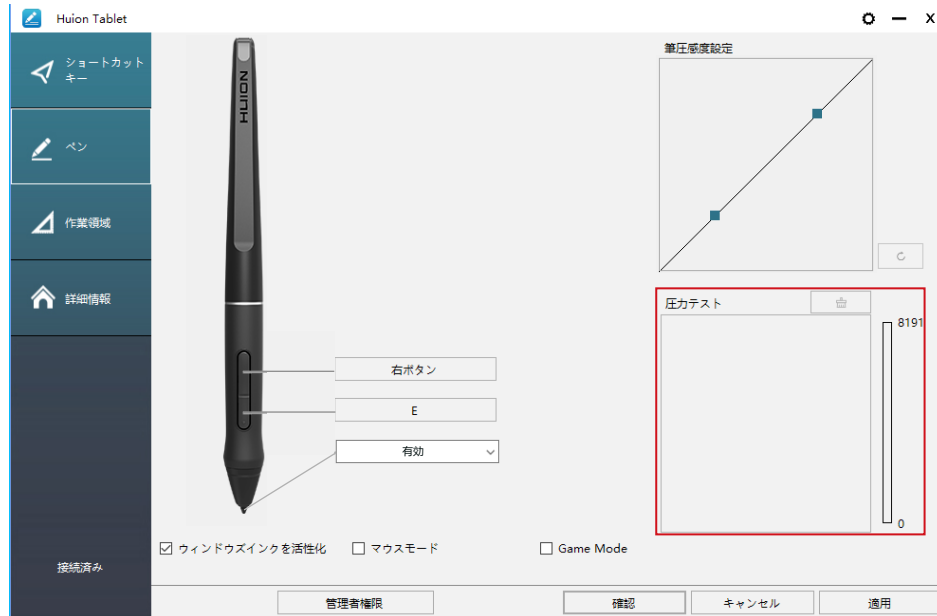 Huion Tablet
X
ショートカット
キー
ペン
作業領域
詳細情報
接続済み
HUION
右ボタン
E
有効
筆圧感度設定
圧力テスト
8191
0
ウィンドウズインクを活性化
マウスモード
Game Mode
管理者権限
確認
キャンセル
適用